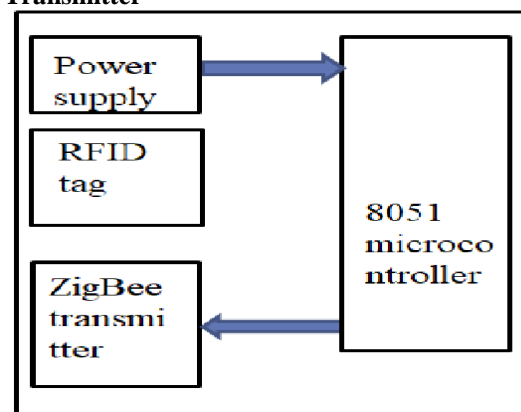 Transmitter
Power
supply
RFID
tag
8051
microco
ntroller
ZigBee
transmi
tter